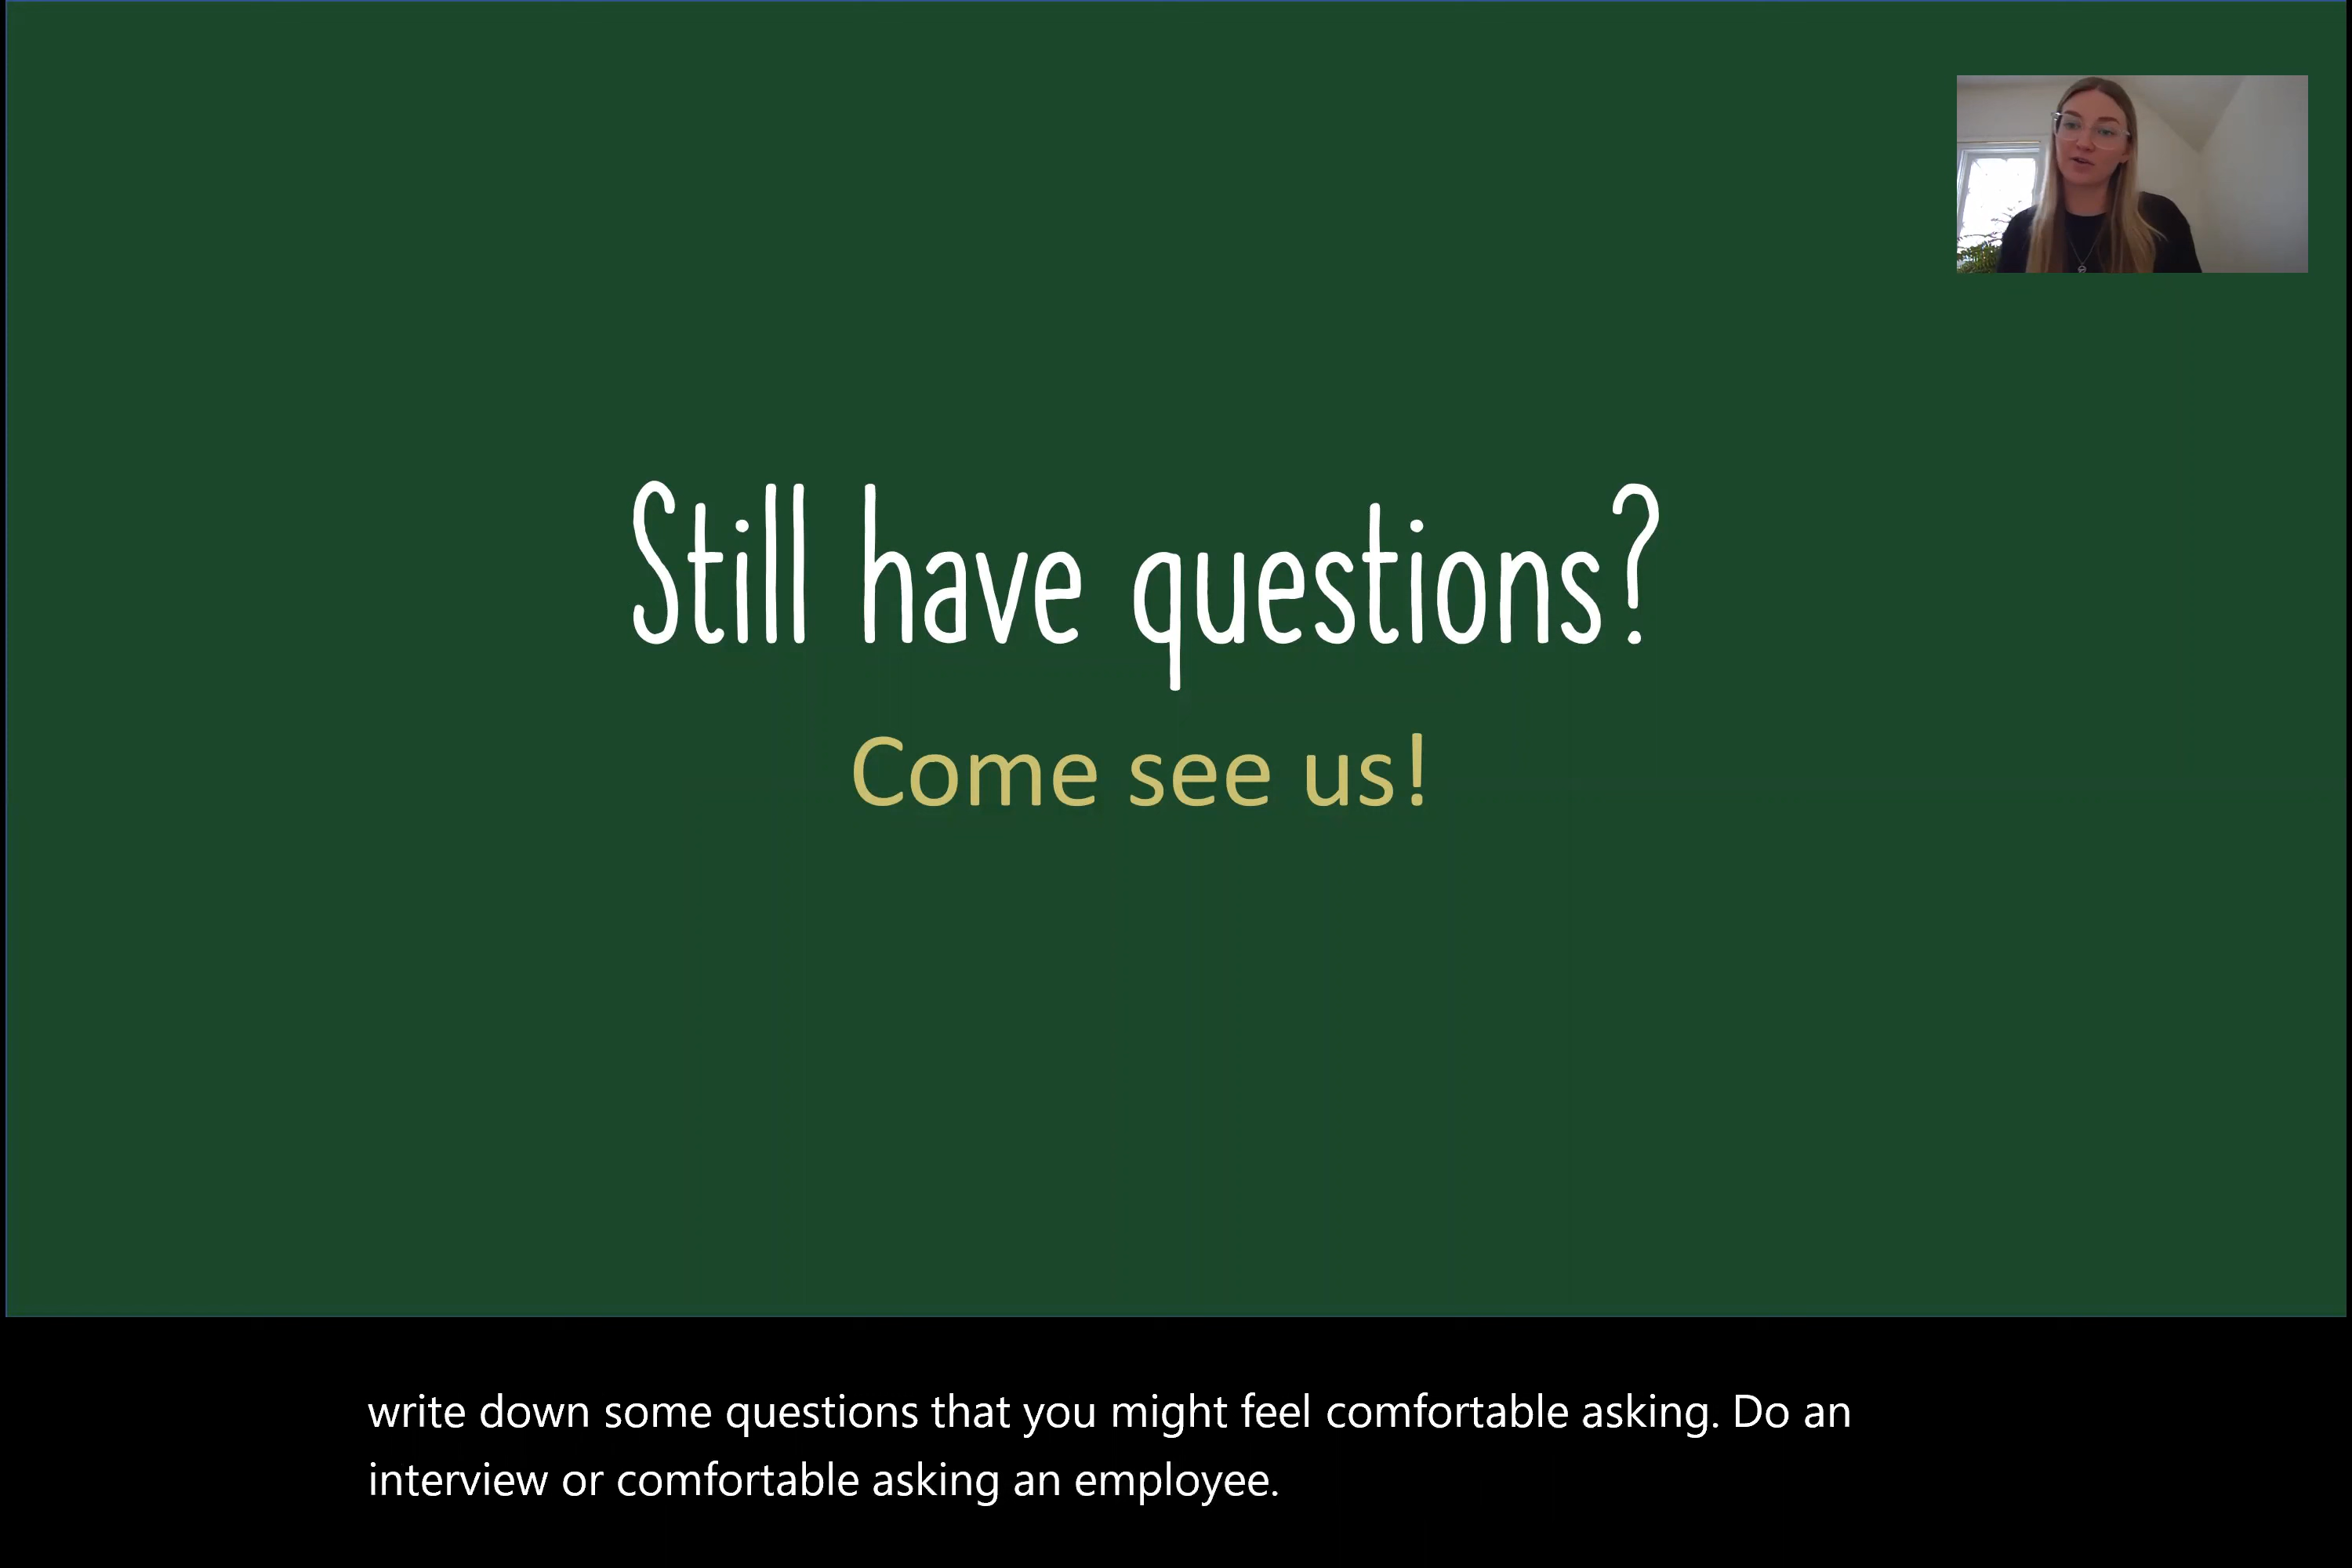 Still have questions?
Come see us!
write down some questions that you might feel comfortable asking. Do an
interview or comfortable asking an employee.